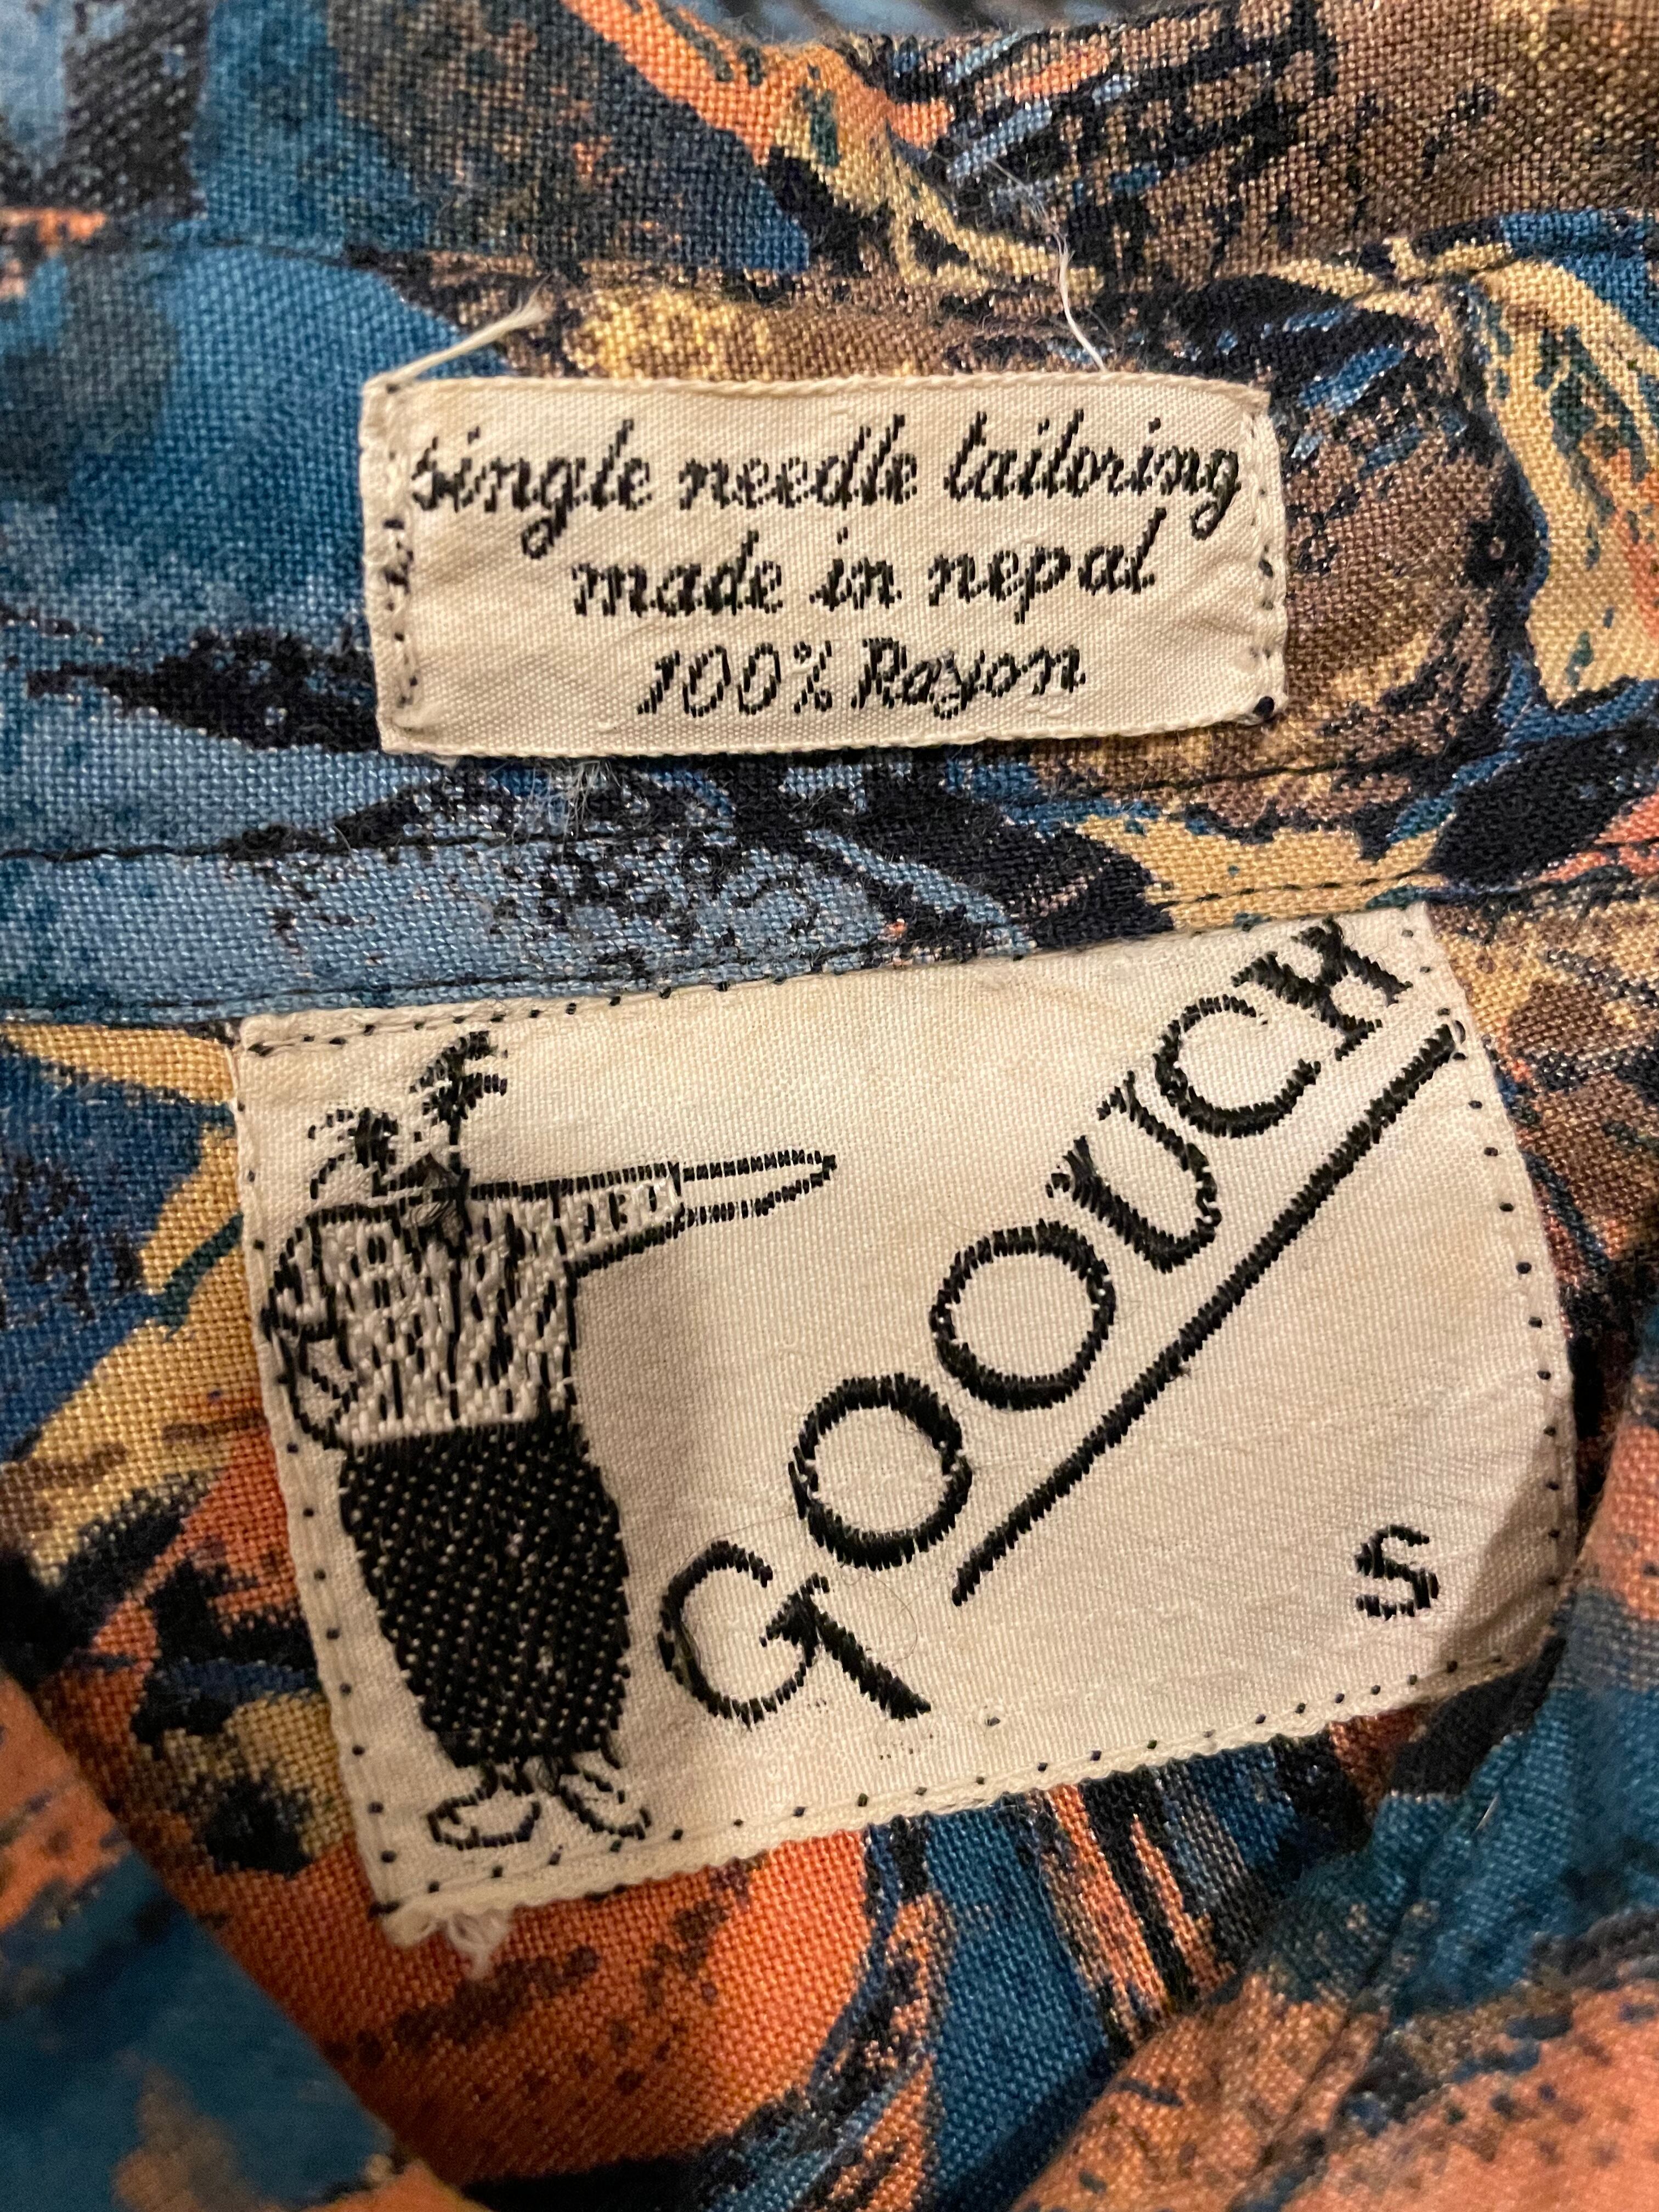 single needle tailoring
made in nepal
100% Rayon
GOOUCH
S